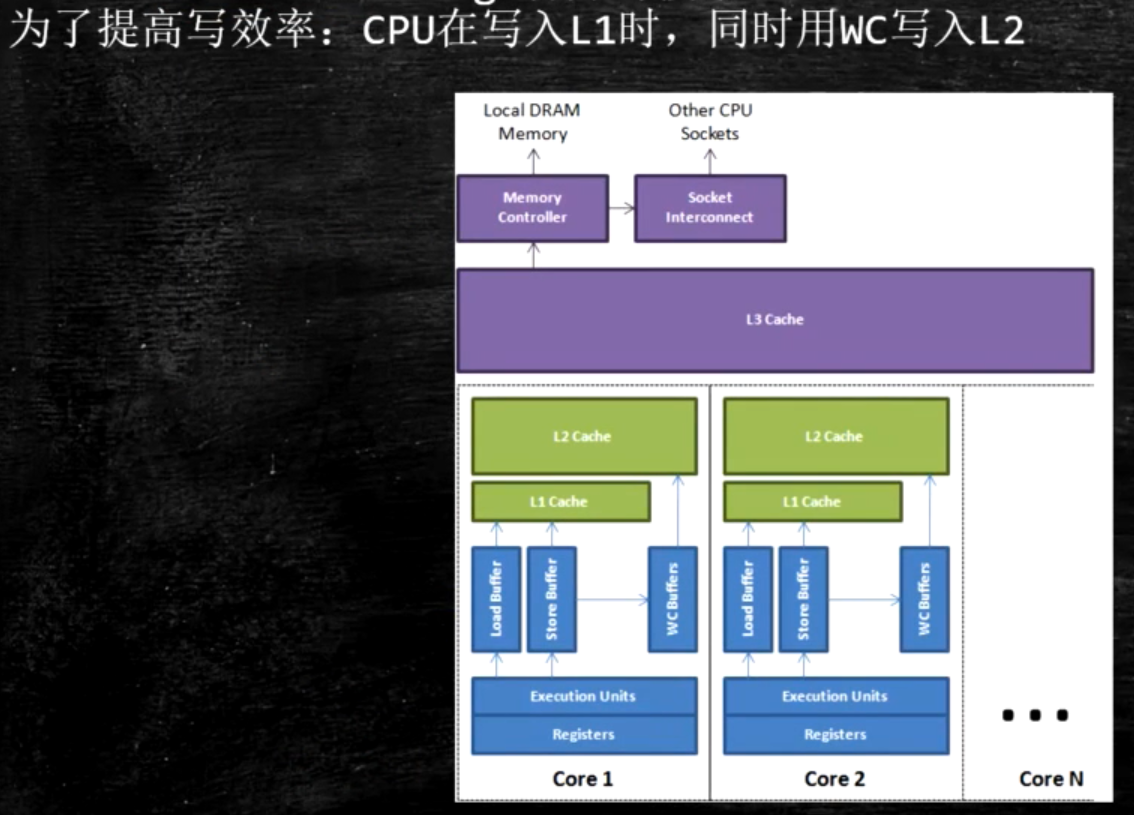 为了提高写效率：CPU在写入L1时，同时用WC写入L2
Local DRAM
Memory
Other CPU
Sockets
Memory
Controller
Socket
Interconnect
L3 Cache
L2 Cache
L2 Cache
L1 Cache
L1 Cache
Load Buffer
Store Buffer
WC Buffers
Load Buffer
Store Buffer
WC Buffers
Execution Units
Registers
Execution Units
Registers
...
Core 1
Core 2
Core N